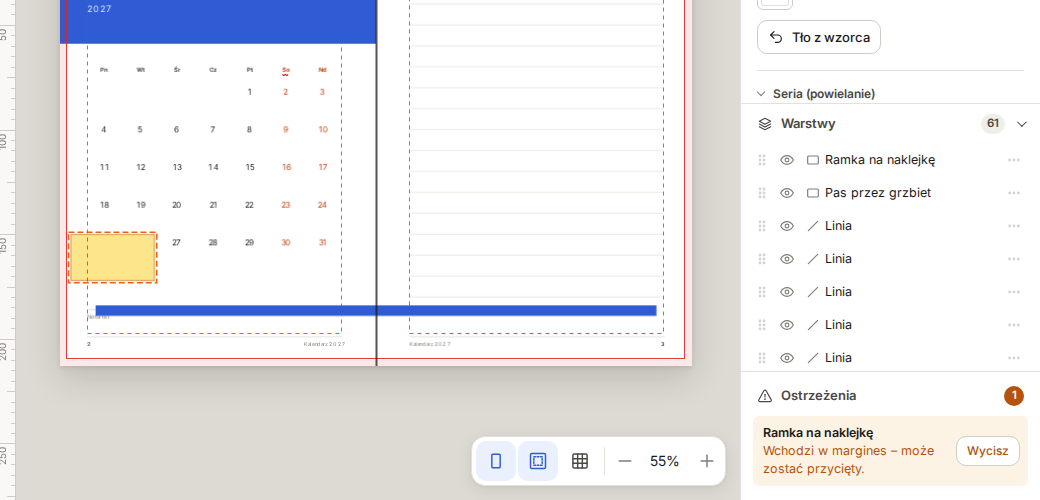 2027
Pn Wt Śr Cz Pt So Nd
1 2 3
4 5 6 7 8 9 10
11 12 13 14 15 16 17
18 19 20 21 22 23 24
27 28 29 30 31
2 Kalendarz 2027
Kalendarz 2027 3
50
100
150
200
250
55%
Tło z wzorca
Seria (powielanie)
Warstwy 61
Ramka na naklejkę
Pas przez grzbiet
Linia
Linia
Linia
Linia
Linia
Ostrzeżenia 1
Ramka na naklejkę
Wchodzi w margines – może
zostać przycięty.
Wycisz